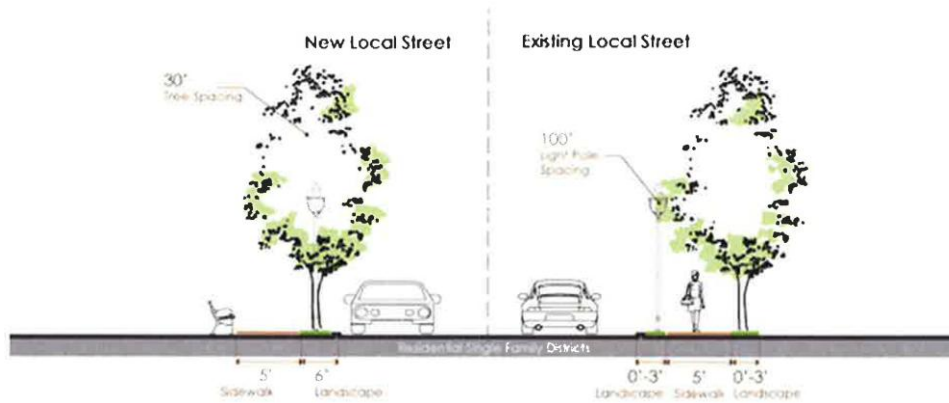 New Local Street
Existing Local Street
30'
Tree Spacing
100'
Light Pole
Spacing
Residential Single Family Districts
5'
Sidewalk
6'
Landscape
0'-3'
Landscape
5'
Sidewalk
0'-3'
Landscape